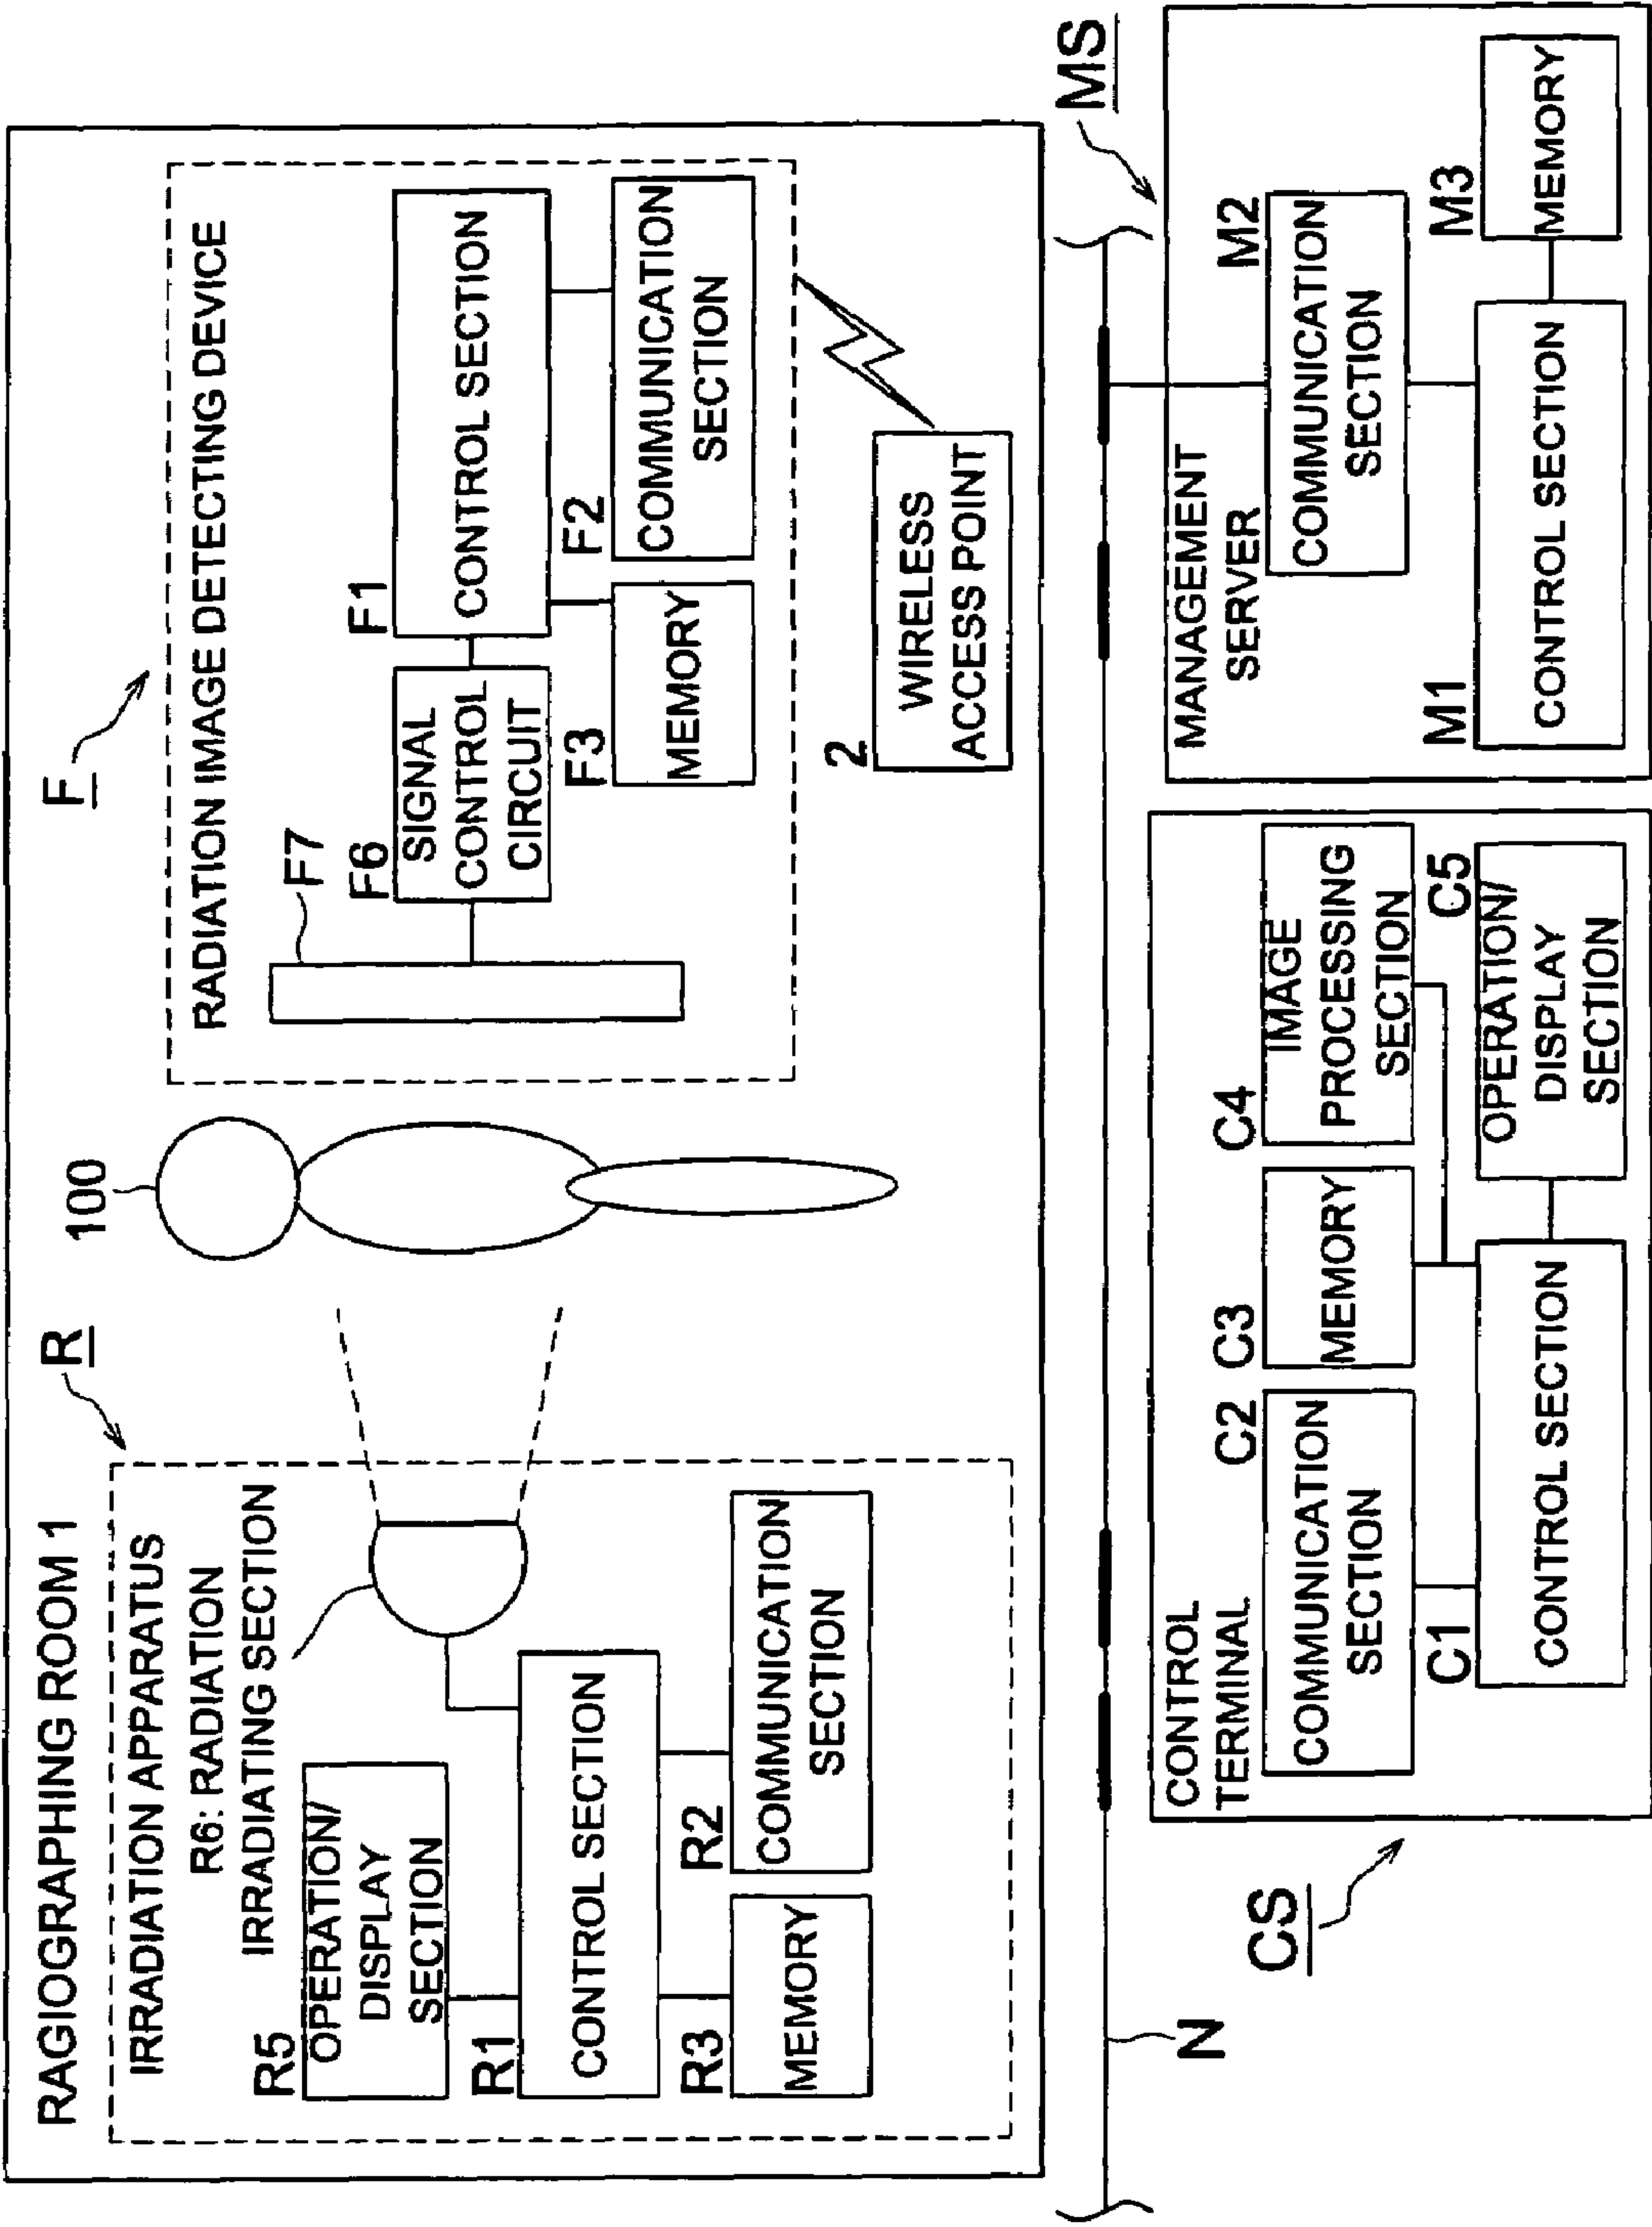 RAGIOGRAPHING ROOM 1
R
IRRADIATION APPARATUS
R6: RADIATION
IRRADIATING SECTION
R5
OPERATION/
DISPLAY
SECTION
R1
CONTROL SECTION
R3
MEMORY
R2
COMMUNICATION
SECTION
100
F
RADIATION IMAGE DETECTING DEVICE
F7
F6
SIGNAL
CONTROL
CIRCUIT
F1
CONTROL SECTION
F3
MEMORY
F2
COMMUNICATION
SECTION
2
WIRELESS
ACCESS POINT
N
CS
CONTROL
TERMINAL
C2
COMMUNICATION
SECTION
C3
MEMORY
C4
IMAGE
PROCESSING
SECTION
C1
CONTROL SECTION
C5
OPERATION/
DISPLAY
SECTION
MS
MANAGEMENT
SERVER
M2
COMMUNICATION
SECTION
M1
CONTROL SECTION
M3
MEMORY